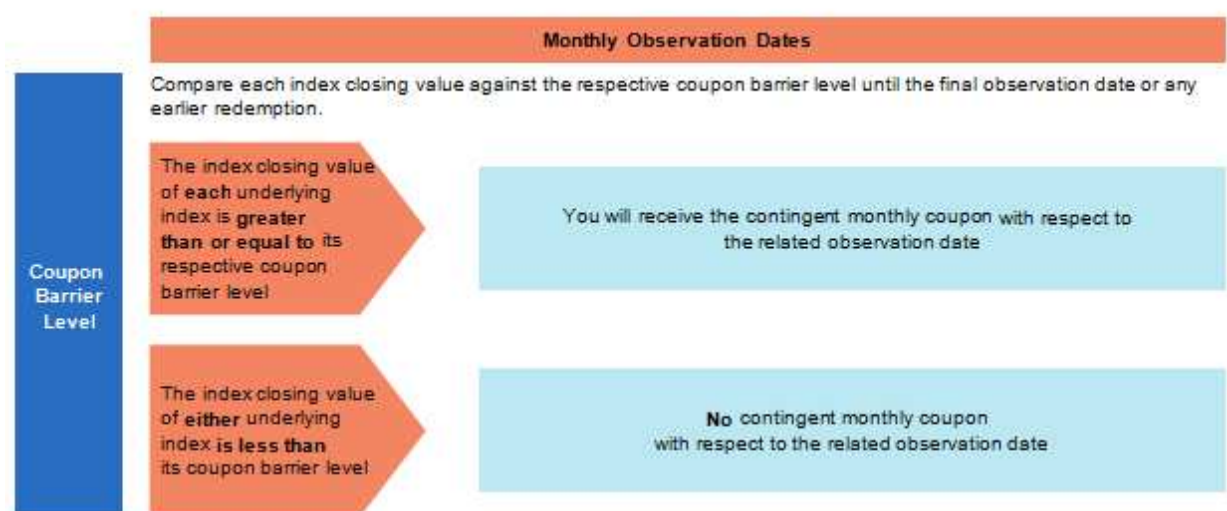 Monthly Observation Dates
Compare each index closing value against the respective coupon barrier level until the final observation date or any
earlier redemption.
Coupon
Barrier
Level
The index closing value
of each underlying
index is greater
than or equal to its
respective coupon
barrier level
You will receive the contingent monthly coupon with respect to
the related observation date
The index closing value
of either underlying
index is less than
its coupon barrier level
No contingent monthly coupon
with respect to the related observation date